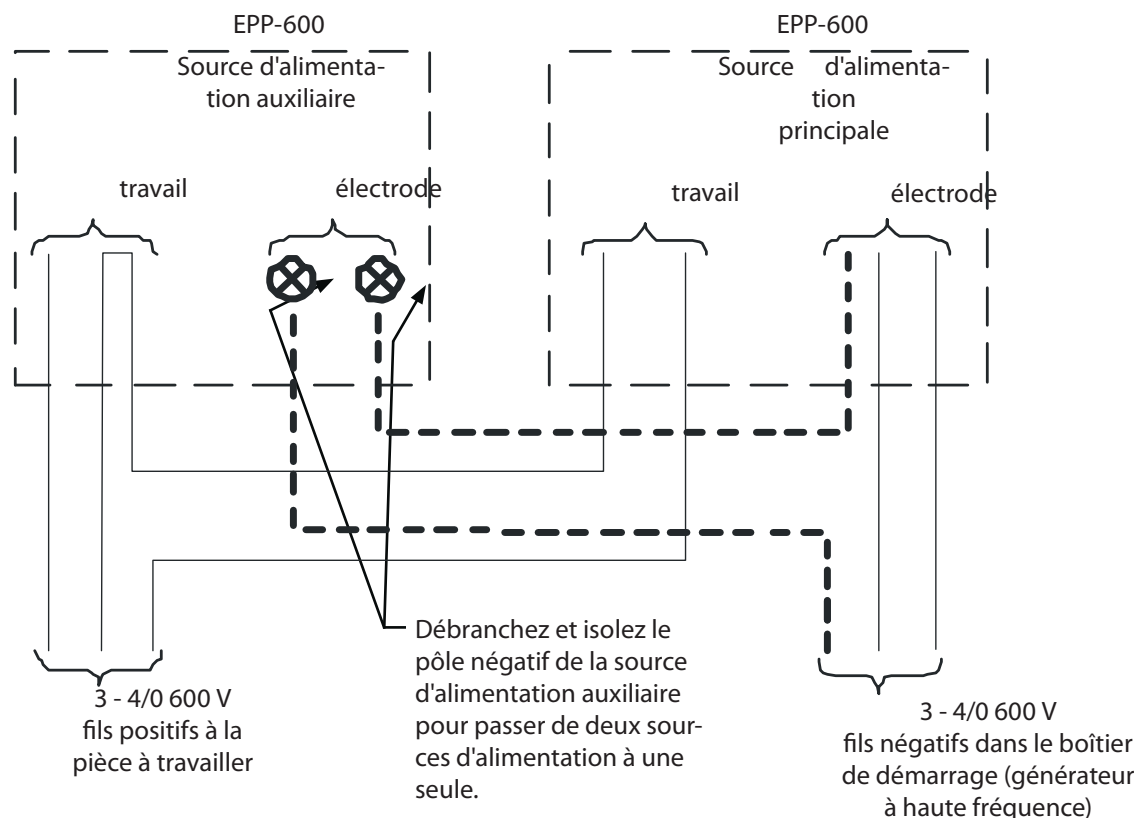 EPP-600
Source d'alimenta-
tion auxiliaire
travail
électrode
EPP-600
Source d'alimenta-
tion
principale
travail
électrode
Débranchez et isolez le
pôle négatif de la source
d'alimentation auxiliaire
pour passer de deux sour-
ces d'alimentation à une
seule.
3 - 4/0 600 V
fils positifs à la
pièce à travailler
3 - 4/0 600 V
fils négatifs dans le boîtier
de démarrage (générateur
à haute fréquence)